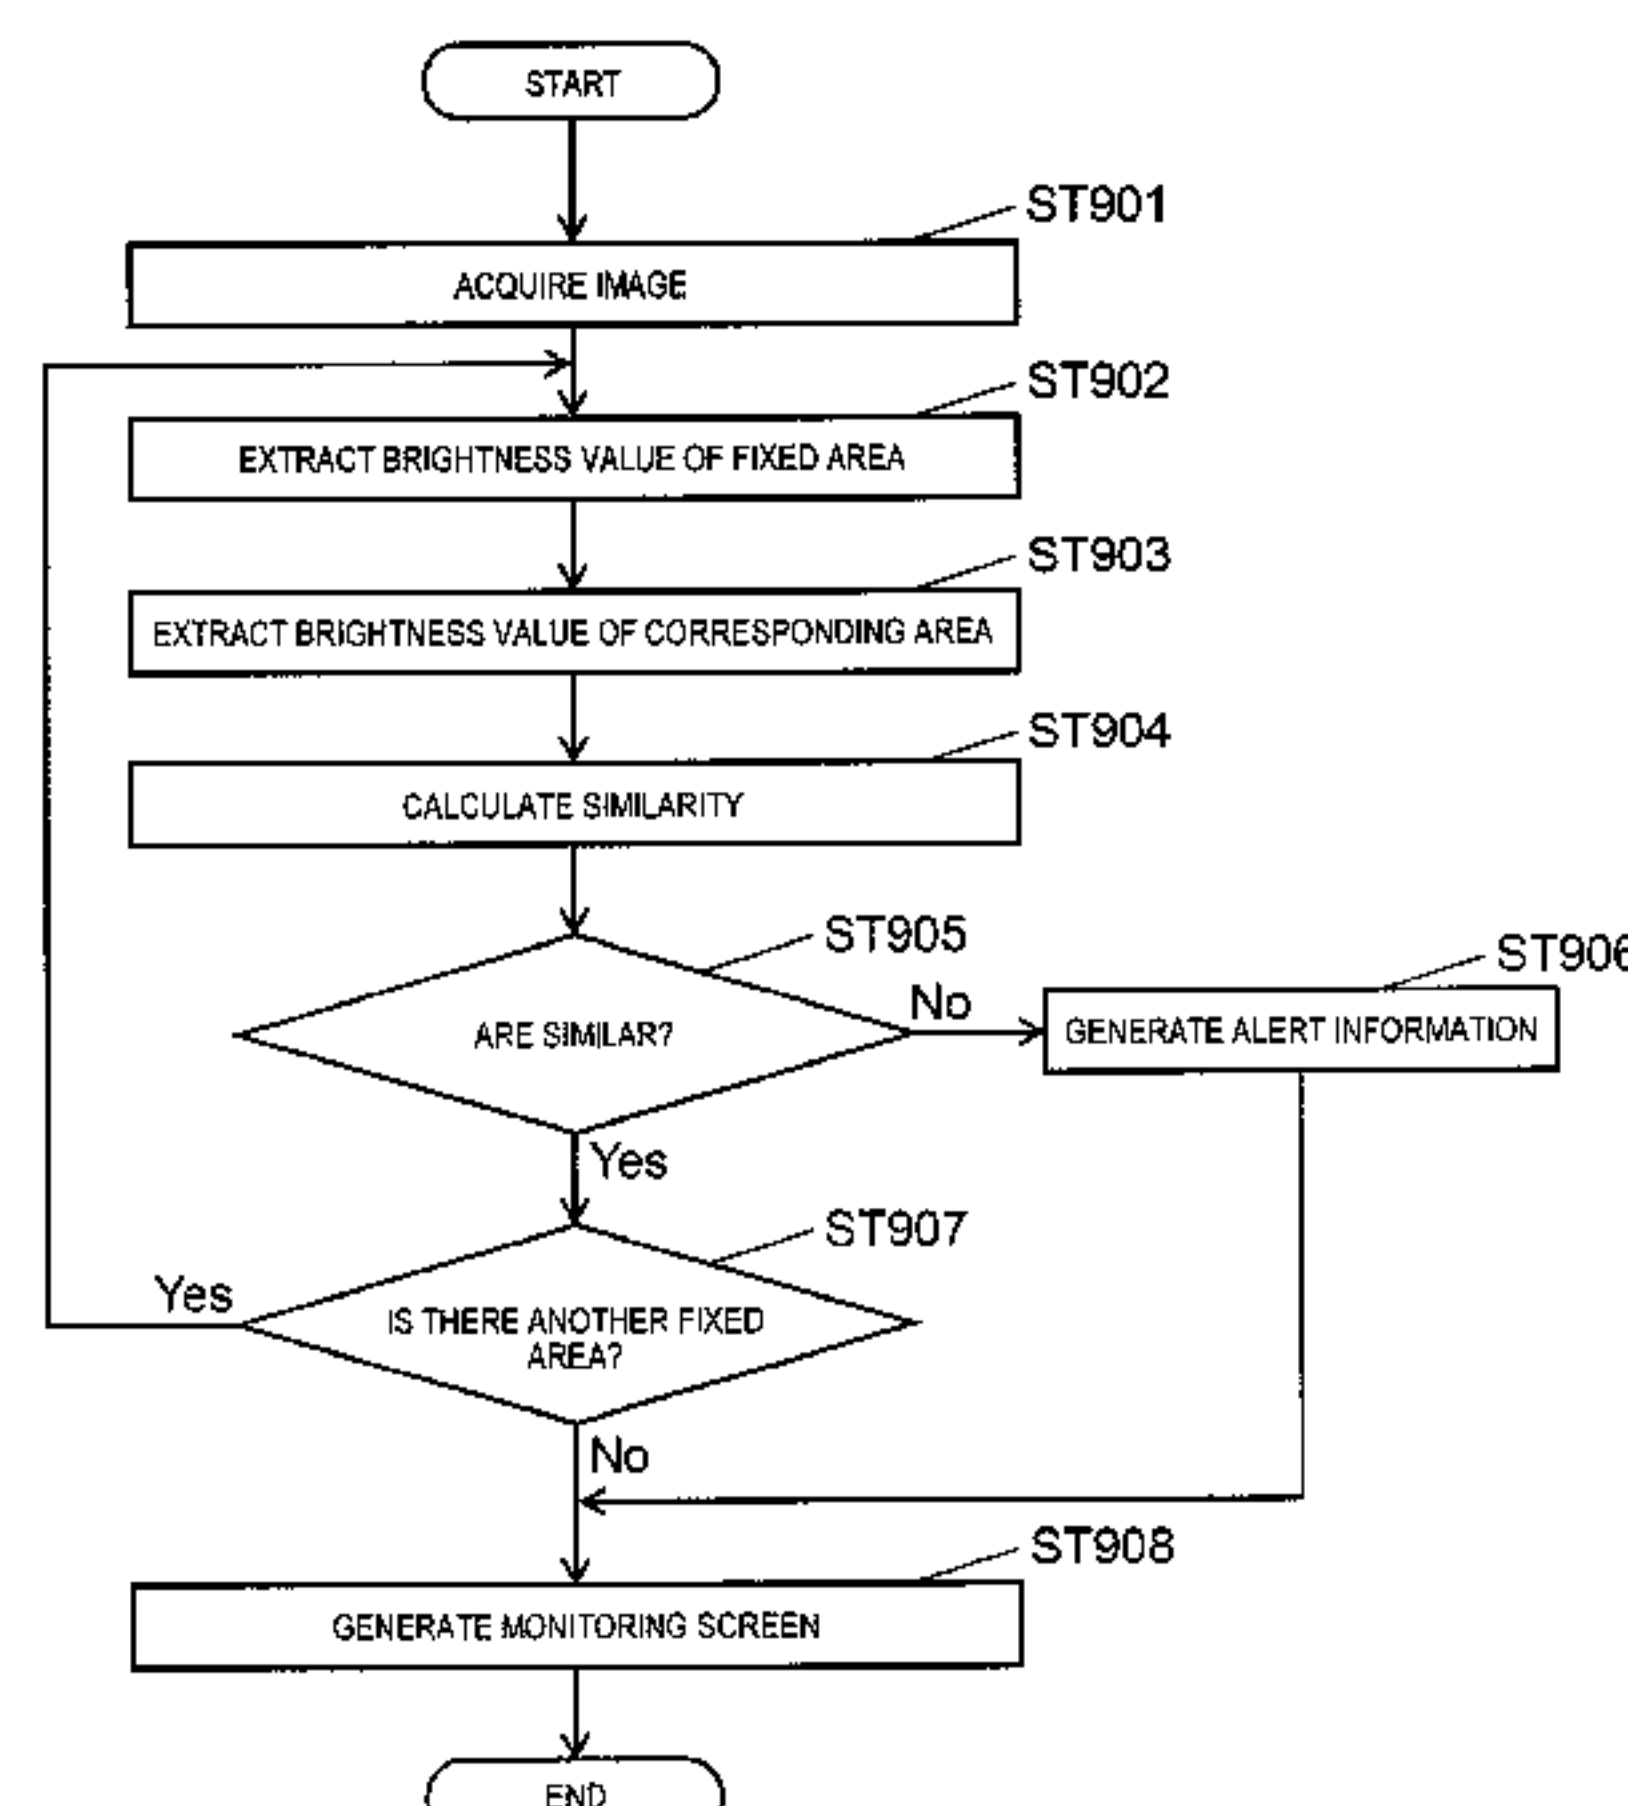 START
ST901
ACQUIRE IMAGE
ST902
EXTRACT BRIGHTNESS VALUE OF FIXED AREA
ST903
EXTRACT BRIGHTNESS VALUE OF CORRESPONDING AREA
ST904
CALCULATE SIMILARITY
ST905
ARE SIMILAR?
No
ST906
GENERATE ALERT INFORMATION
Yes
ST907
IS THERE ANOTHER FIXED
AREA?
Yes
No
ST908
GENERATE MONITORING SCREEN
END